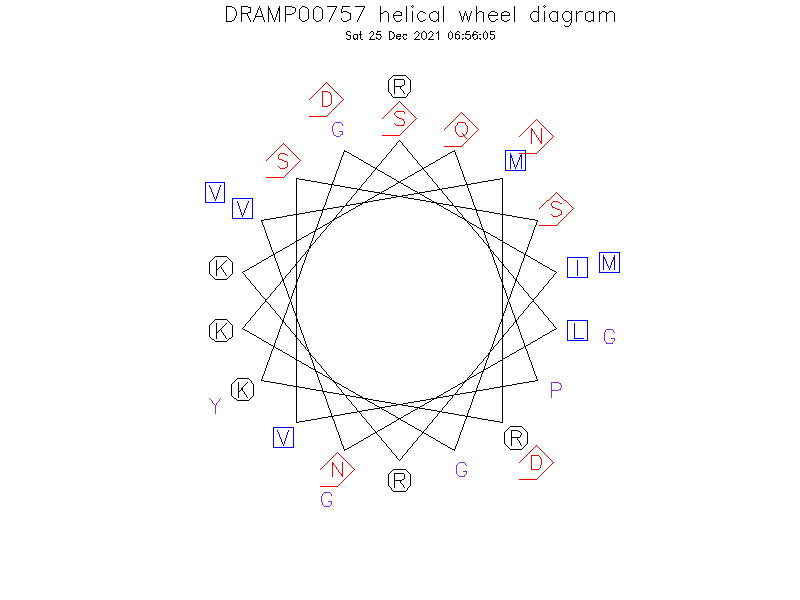 DRAMP00757 helical wheel diagram
Sat 25 Dec 2021 06:56:05
R
D
S
G
Q
N
S
M
V
V
S
K
I
M
K
L
G
K
P
Y
V
R
N
G
D
R
G